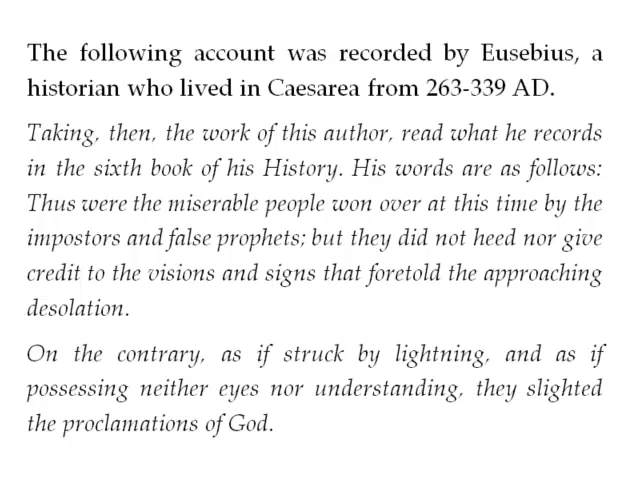 The following account was recorded by Eusebius, a
historian who lived in Caesarea from 263-339 AD.
Taking, then, the work of this author, read what he records
in the sixth book of his History. His words are as follows:
Thus were the miserable people won over at this time by the
impostors and false prophets; but they did not heed nor give
credit to the visions and signs that foretold the approaching
desolation.
On the contrary, as if struck by lightning, and as if
possessing neither eyes nor understanding, they slighted
the proclamations of God.